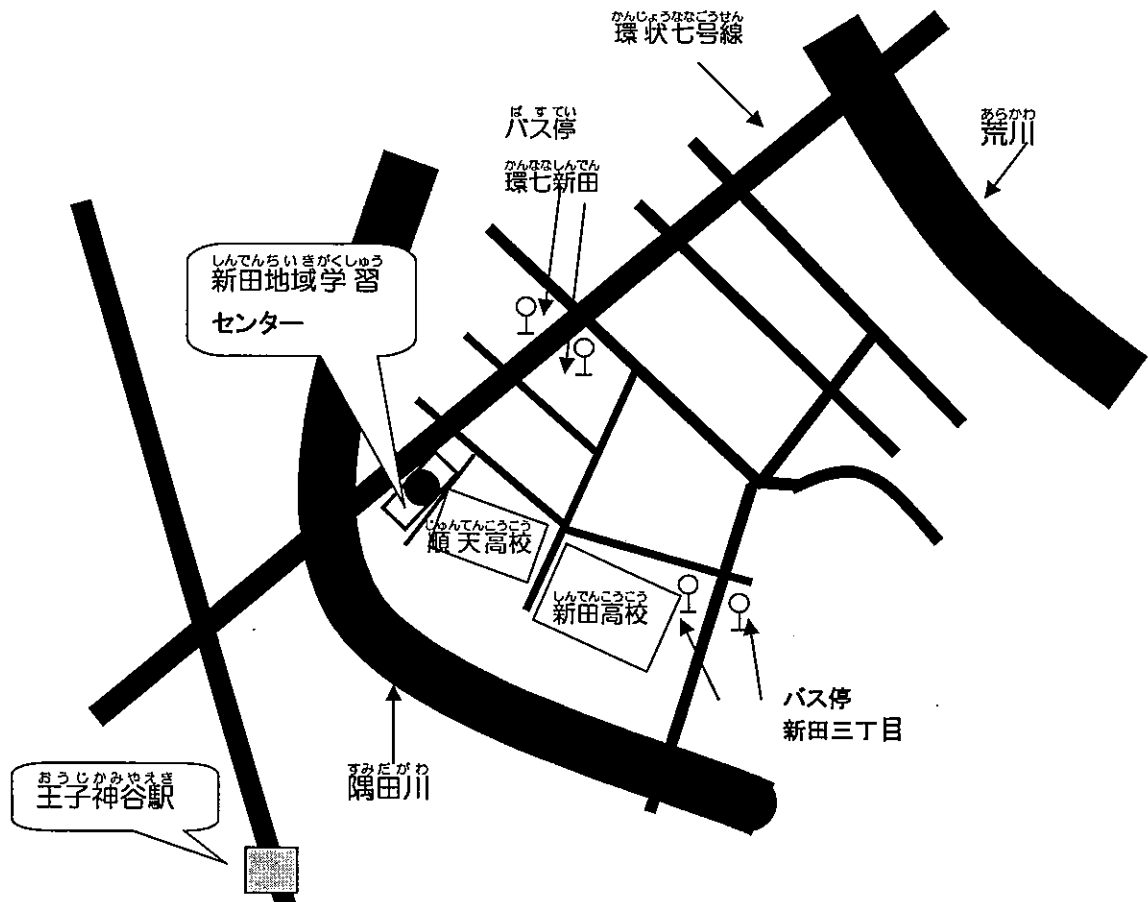 かんじょうななごうせん
環状七号線
あらかわ
荒川
ばすてい
バス停
かんななしんでん
環七新田
しんでんちいきがくしゅう
新田地域学習
センター
じゅんてんこうこう
順天高校
しんでんこうこう
新田高校
バス停
新田三丁目
すみだがわ
隅田川
おうじかみやえき
王子神谷駅